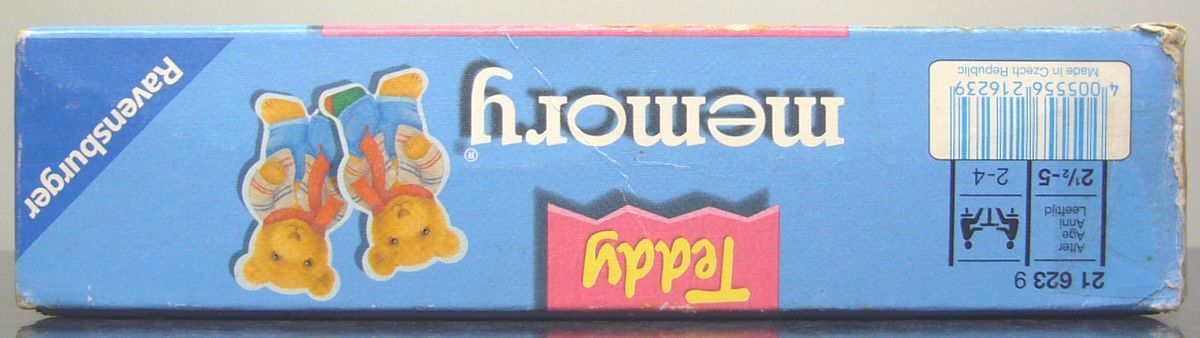 21 623 9
Alter
Age
Anni
Leeftijd
2½-5
2-4
4 005556 216239
Made in Czech Republic
Teddy
memory®
Ravensburger